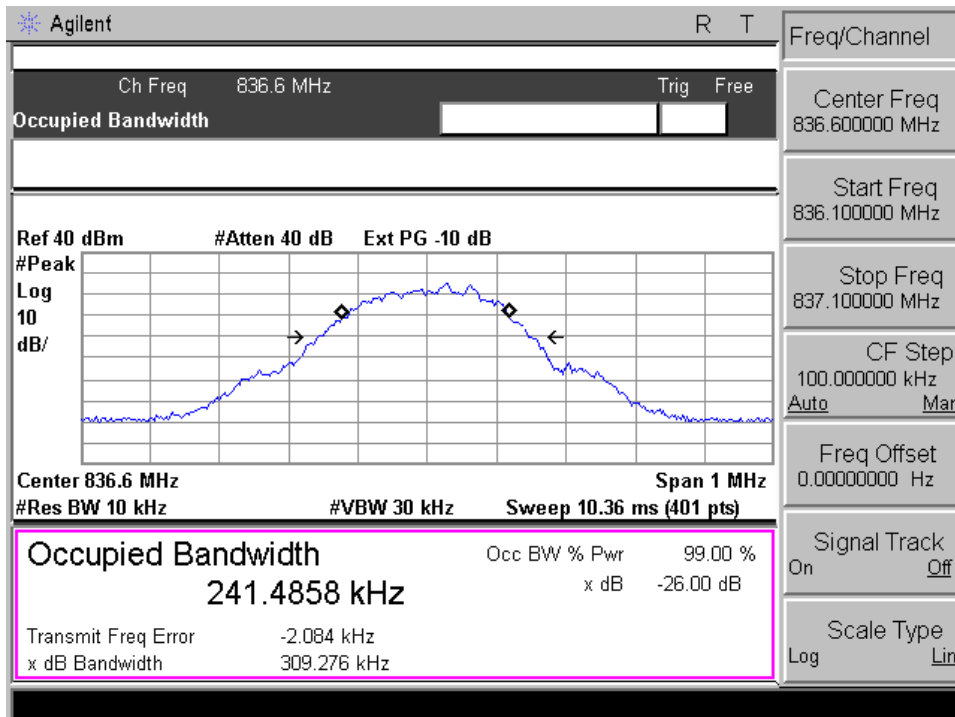 Agilent R T
Ch Freq 836.6 MHz Trig Free
Occupied Bandwidth
Ref 40 dBm #Atten 40 dB Ext PG -10 dB
#Peak
Log
10
dB/
Center 836.6 MHz Span 1 MHz
#Res BW 10 kHz #VBW 30 kHz Sweep 10.36 ms (401 pts)
Occupied Bandwidth Occ BW % Pwr 99.00 %
241.4858 kHz x dB -26.00 dB
Transmit Freq Error -2.084 kHz
x dB Bandwidth 309.276 kHz
Freq/Channel
Center Freq
836.600000 MHz
Start Freq
836.100000 MHz
Stop Freq
837.100000 MHz
CF Step
100.000000 kHz
Auto Mar
Freq Offset
0.00000000 Hz
Signal Track
On Off
Scale Type
Log Lin